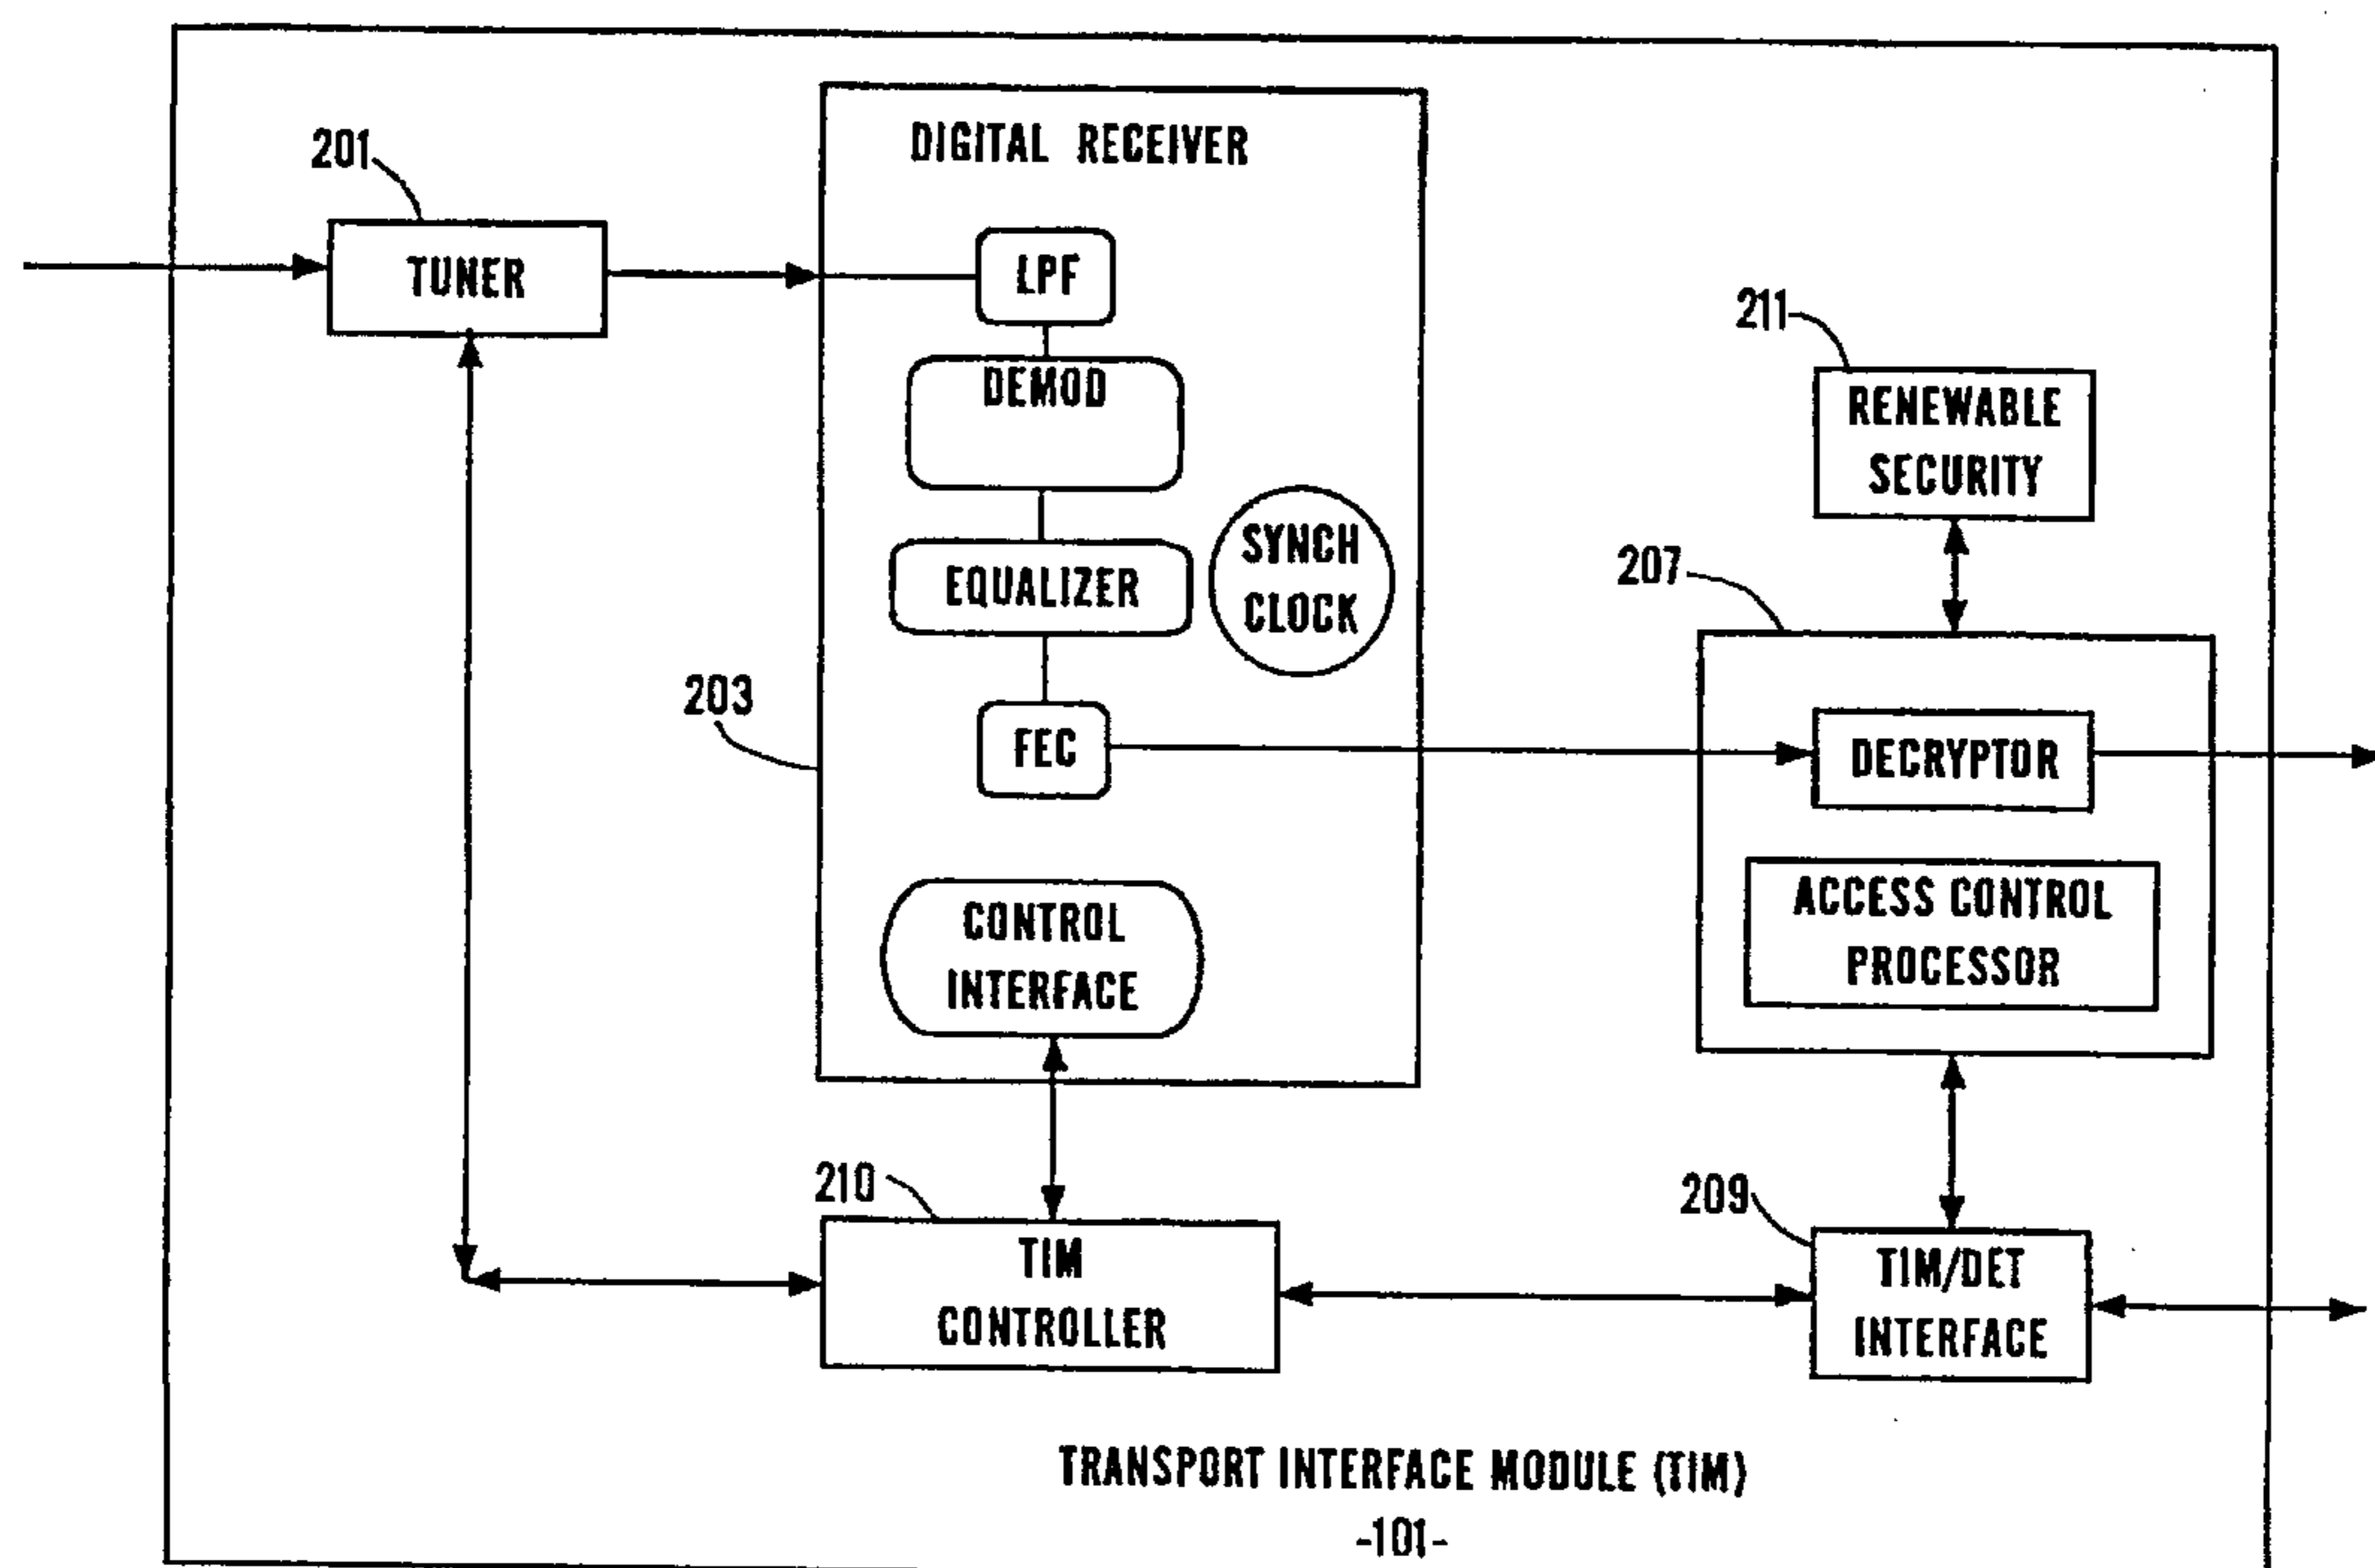 DIGITAL RECEIVER
201
TUNER
LPF
DEMOD
EQUALIZER
SYNCH
CLOCK
203
FEC
CONTROL
INTERFACE
211
RENEWABLE
SECURITY
207
DECRYPTOR
ACCESS CONTROL
PROCESSOR
210
TIM
CONTROLLER
209
TIM/DET
INTERFACE
TRANSPORT INTERFACE MODULE (TIM)
-101-